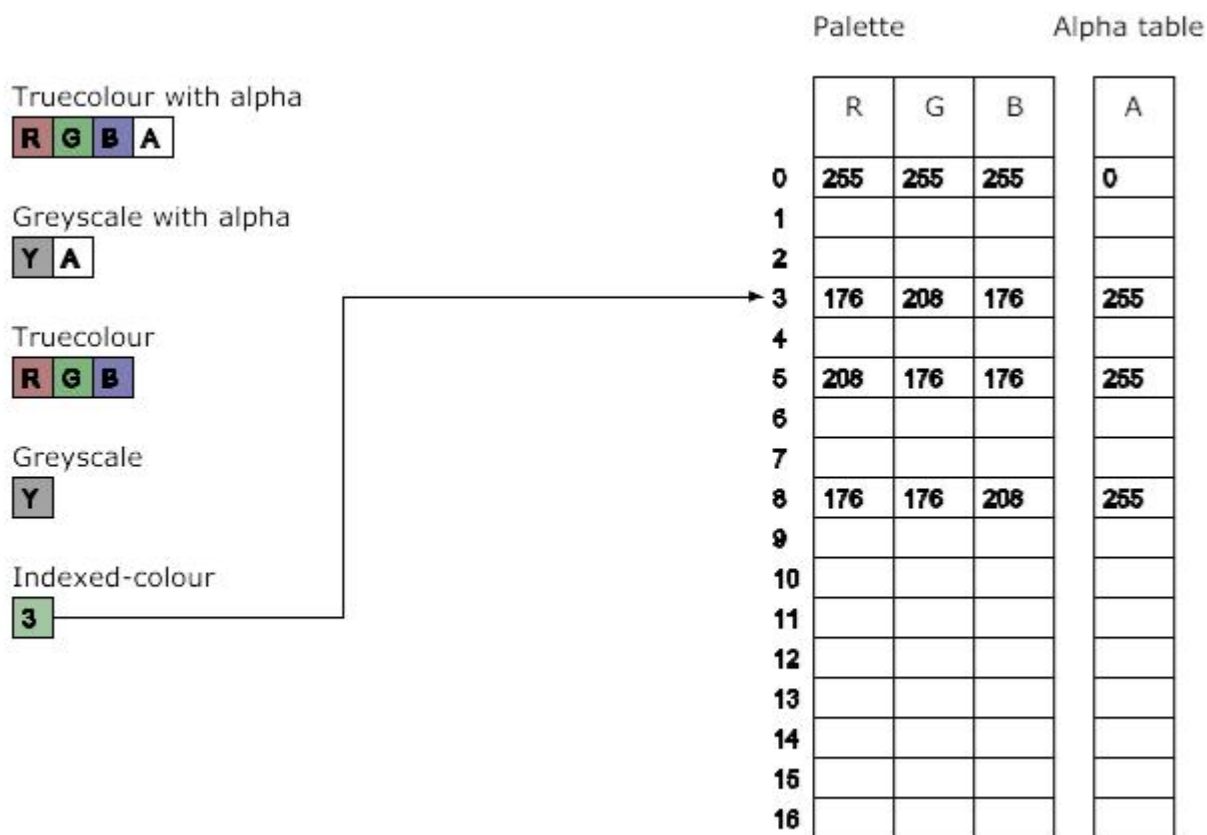 Palette Alpha table
Truecolour with alpha
R G B A
Greyscale with alpha
Y A
Truecolour
R G B
Greyscale
Y
Indexed-colour
3
R G B A
0 255 255 255 0
1
2
3 176 208 176 255
4
5 208 176 176 255
6
7
8 176 176 208 255
9
10
11
12
13
14
15
16